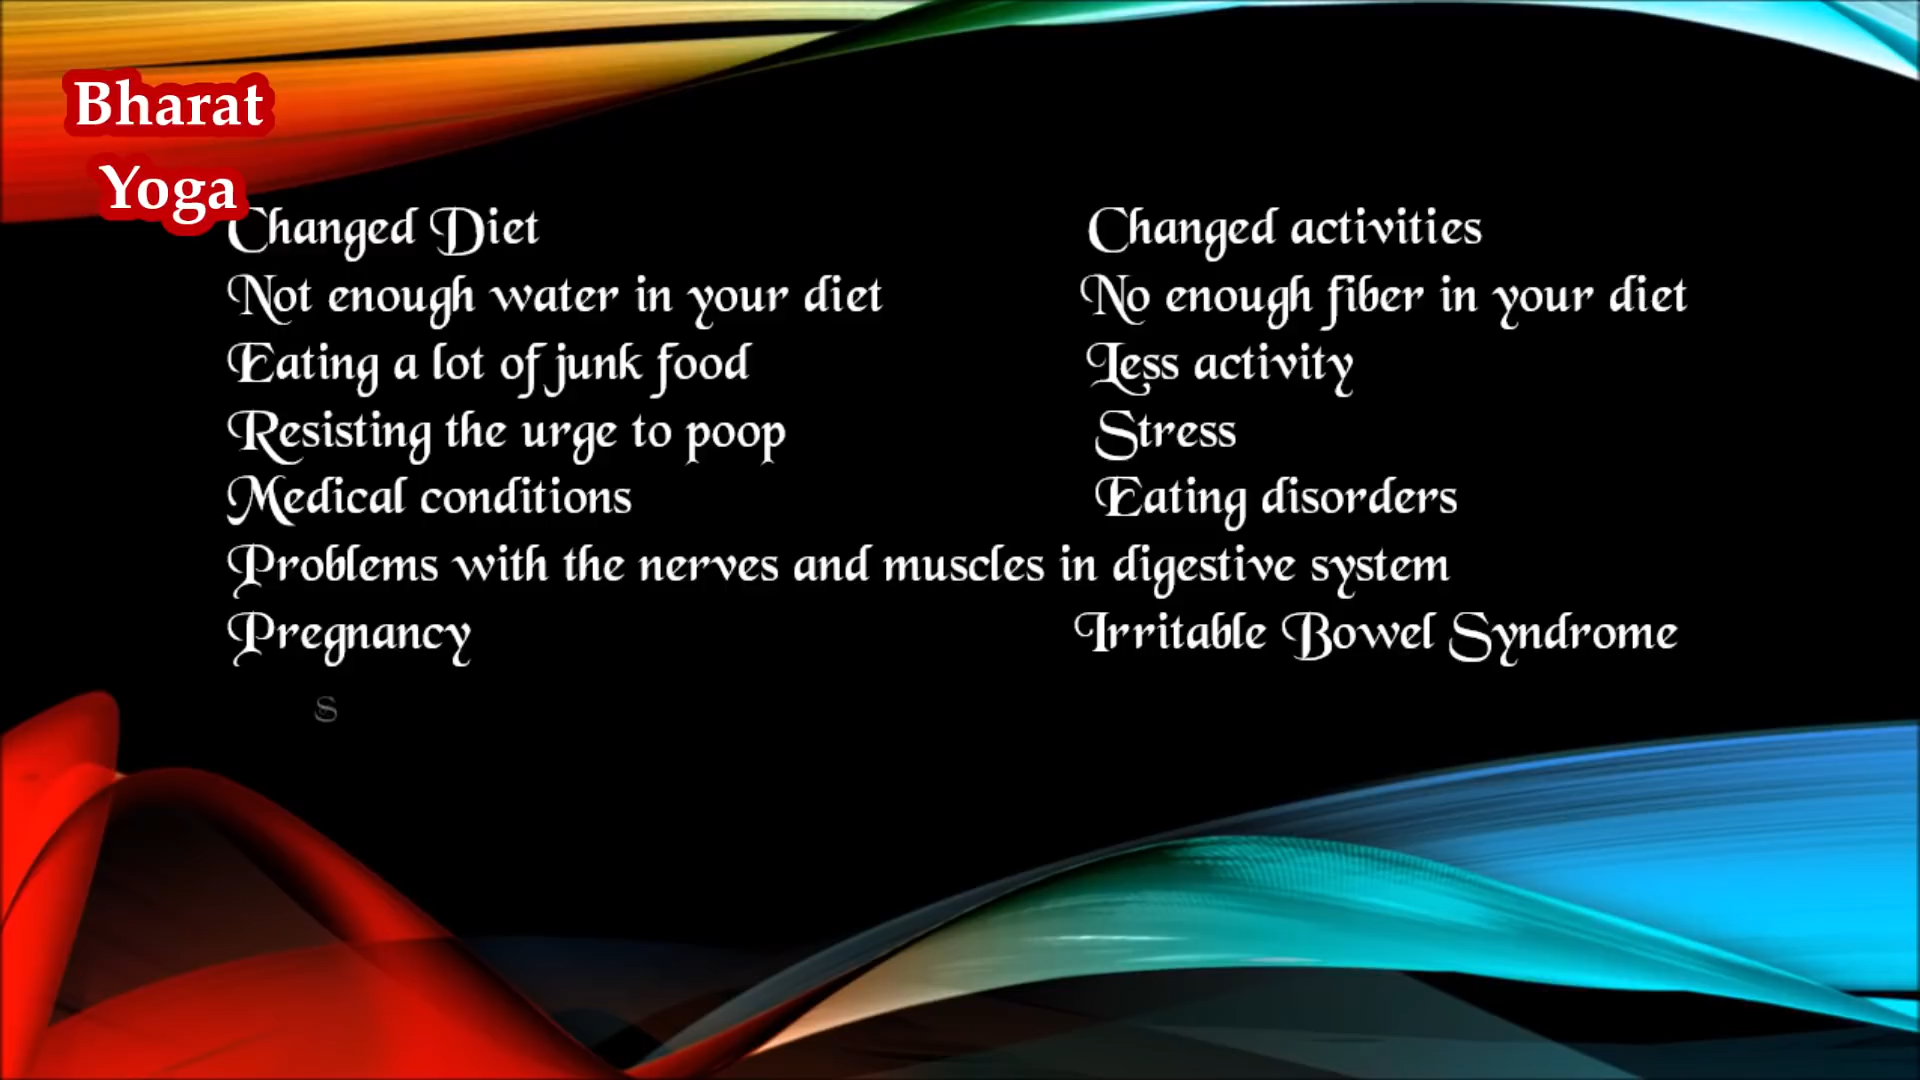 Bharat
Yoga
Changed Diet Changed activities
Not enough water in your diet No enough fiber in your diet
Eating a lot of junk food Less activity
Resisting the urge to poop Stress
Medical conditions Eating disorders
Problems with the nerves and muscles in digestive system
Pregnancy Irritable Bowel Syndrome
S